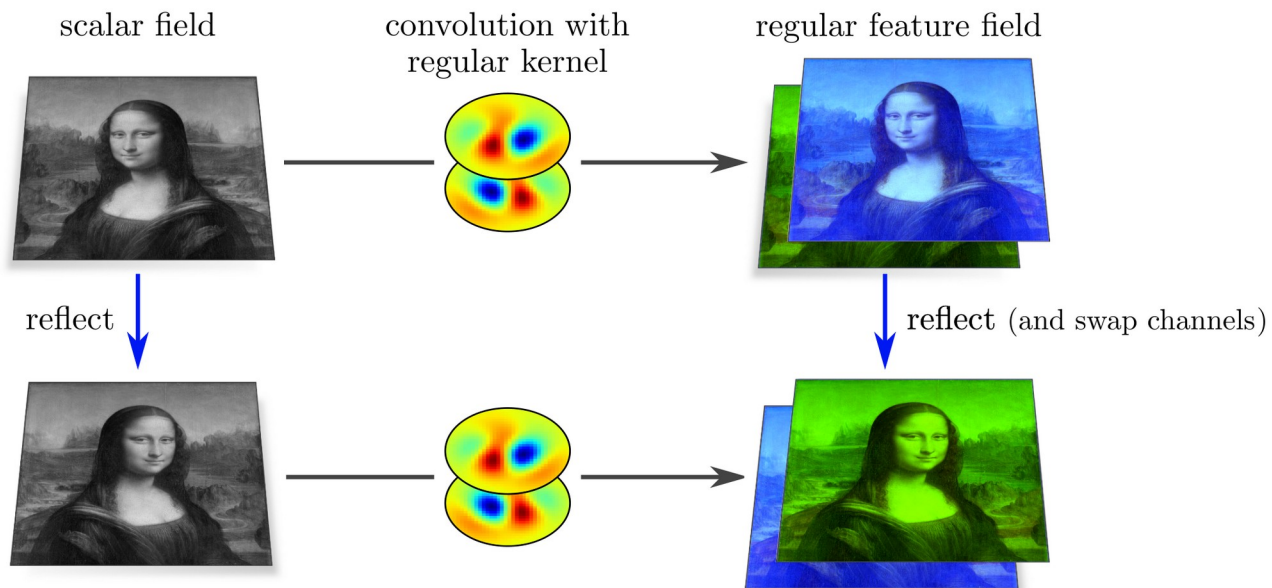 scalar field
convolution with
regular kernel
regular feature field
reflect
reflect (and swap channels)